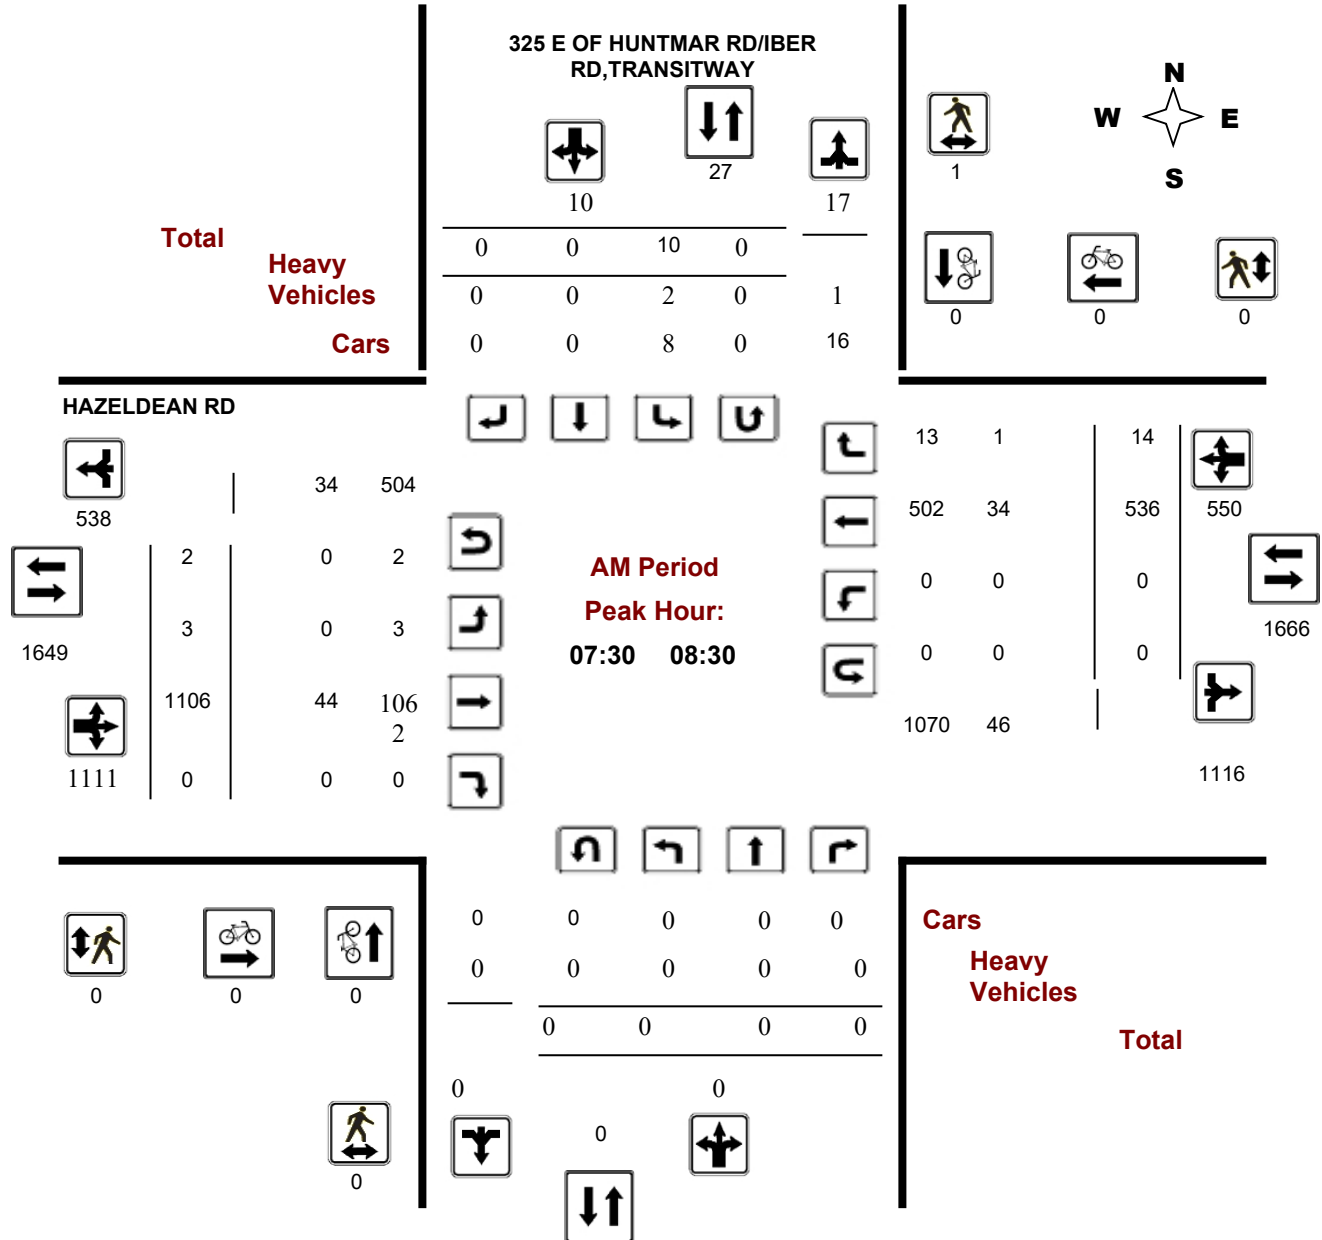 325 E OF HUNTMAR RD/IBER
RD,TRANSITWAY
N
W E
S
27
1
10 17
Total
0 0 10 0
Heavy
Vehicles
0 0 2 0 1
0 0 0
Cars
0 0 8 0 16
HAZELDEAN RD
13 1 14
34 504
538
502 34 536 550
2 0 2
AM Period
0 0 0
Peak Hour:
3 0 3
1649
07:30 08:30
1666
0 0 0
1106 44 106
2
1070 46
1111 0 0 0
1116
0 0 0 0 0
Cars
0 0 0 0 0
Heavy
Vehicles
0 0 0
0 0 0 0
Total
0 0
0
0